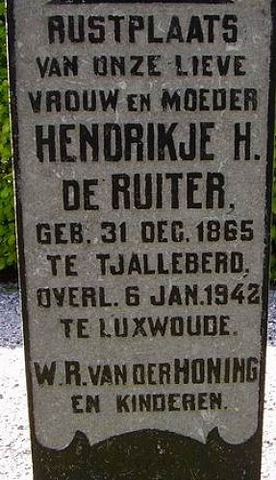 RUSTPLAATS
VAN ONZE LIEVE
VROUW EN MOEDER
HENDRIKJE H.
DE RUITER,
GEB. 31 DEC. 1865
TE TJALLEBERD,
OVERL. 6 JAN. 1942
TE LUXWOUDE.
W.R. VAN DER HONING
EN KINDEREN.